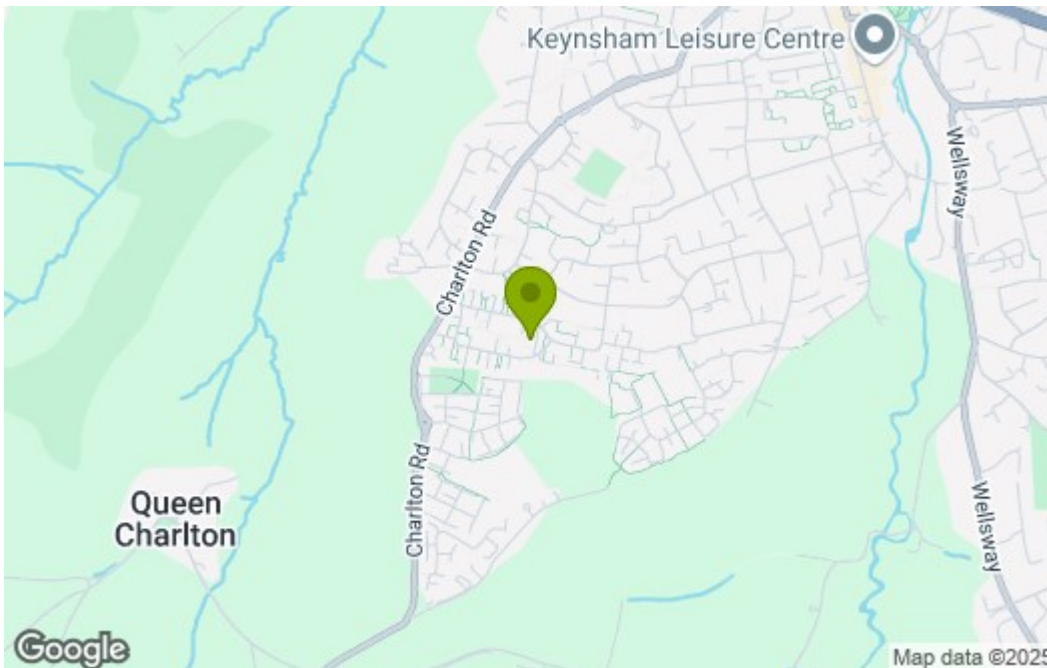 Keynsham Leisure Centre
Wellsway
Charlton Rd
Charlton Rd
Queen
Charlton
Wellsway
Google
Map data ©2025